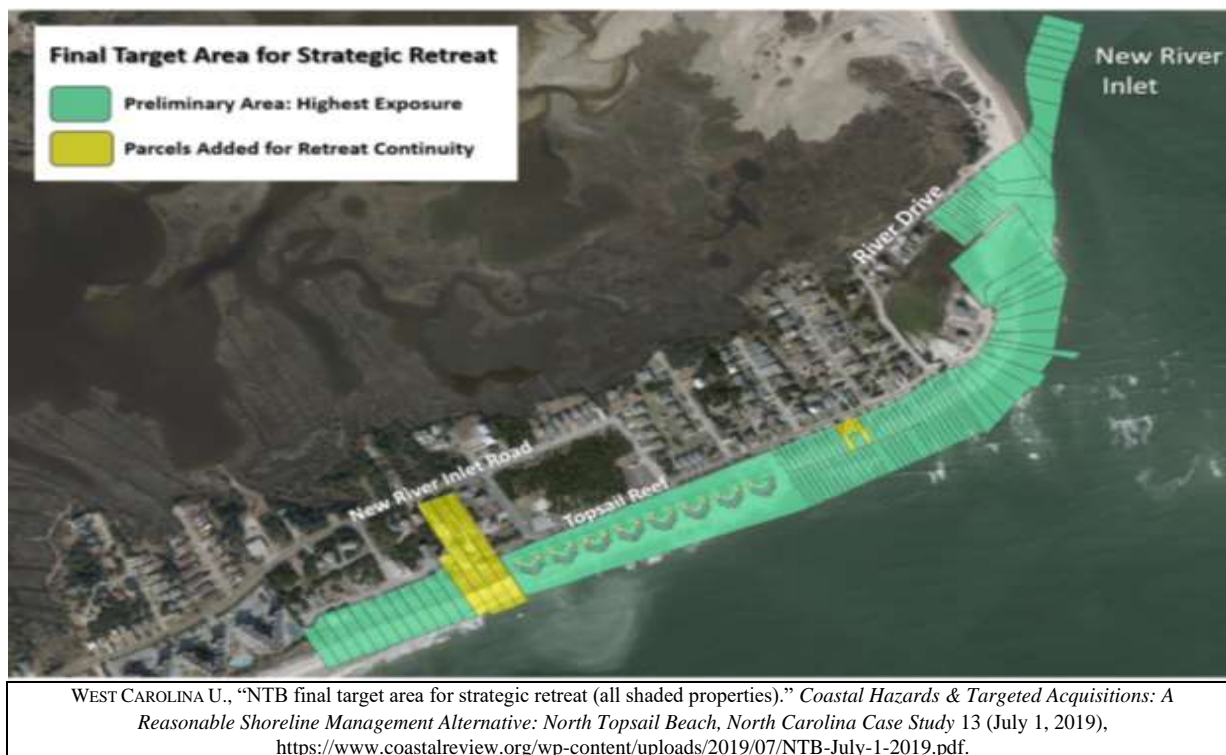 Final Target Area for Strategic Retreat
Preliminary Area: Highest Exposure
Parcels Added for Retreat Continuity
New River
Inlet
River Drive
New River Inlet Road
Topsail Reef
WEST CAROLINA U., “NTB final target area for strategic retreat (all shaded properties).” Coastal Hazards & Targeted Acquisitions: A
Reasonable Shoreline Management Alternative: North Topsail Beach, North Carolina Case Study 13 (July 1, 2019),
https://www.coastalreview.org/wp-content/uploads/2019/07/NTB-July-1-2019.pdf.